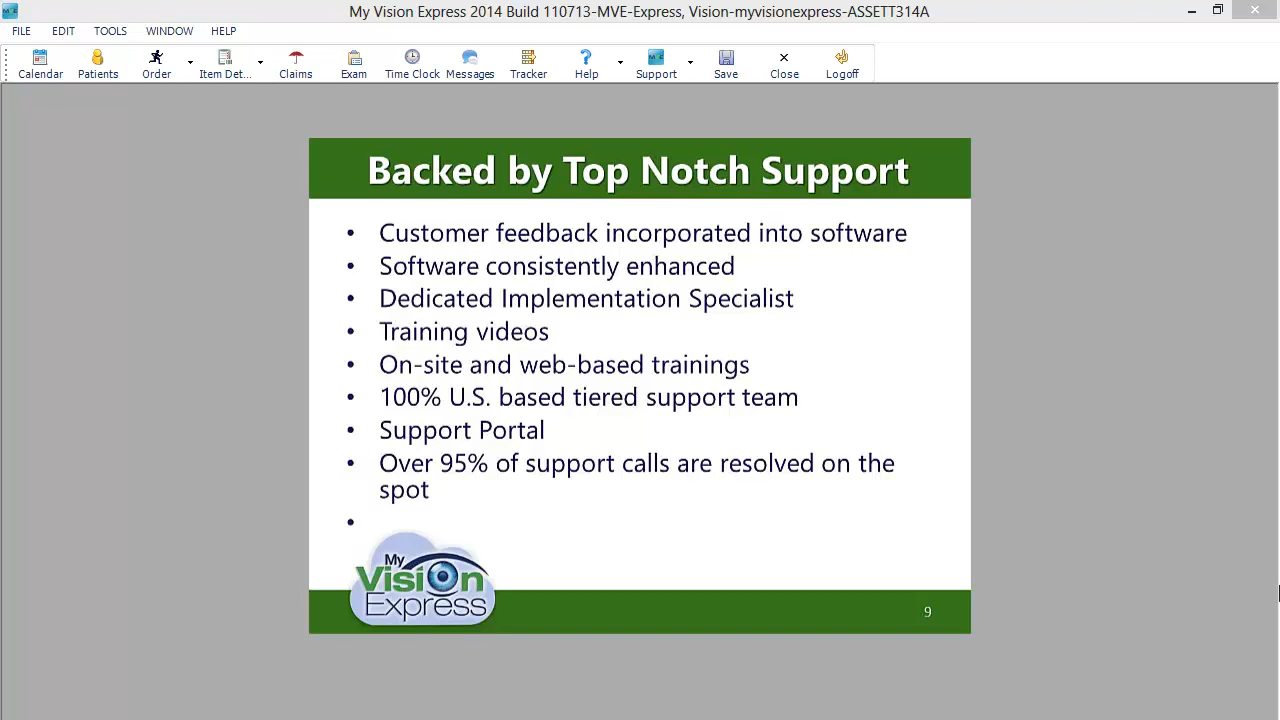 My Vision Express 2014 Build 110713-MVE-Express, Vision-myvisionexpress-ASSETT314A
FILE EDIT TOOLS WINDOW HELP
Calendar Patients Order Item Det... Claims Exam Time Clock Messages Tracker Help Support Save Close Logoff
Backed by Top Notch Support
• Customer feedback incorporated into software
• Software consistently enhanced
• Dedicated Implementation Specialist
• Training videos
• On-site and web-based trainings
• 100% U.S. based tiered support team
• Support Portal
• Over 95% of support calls are resolved on the
spot
•
My
Vision
Express
9